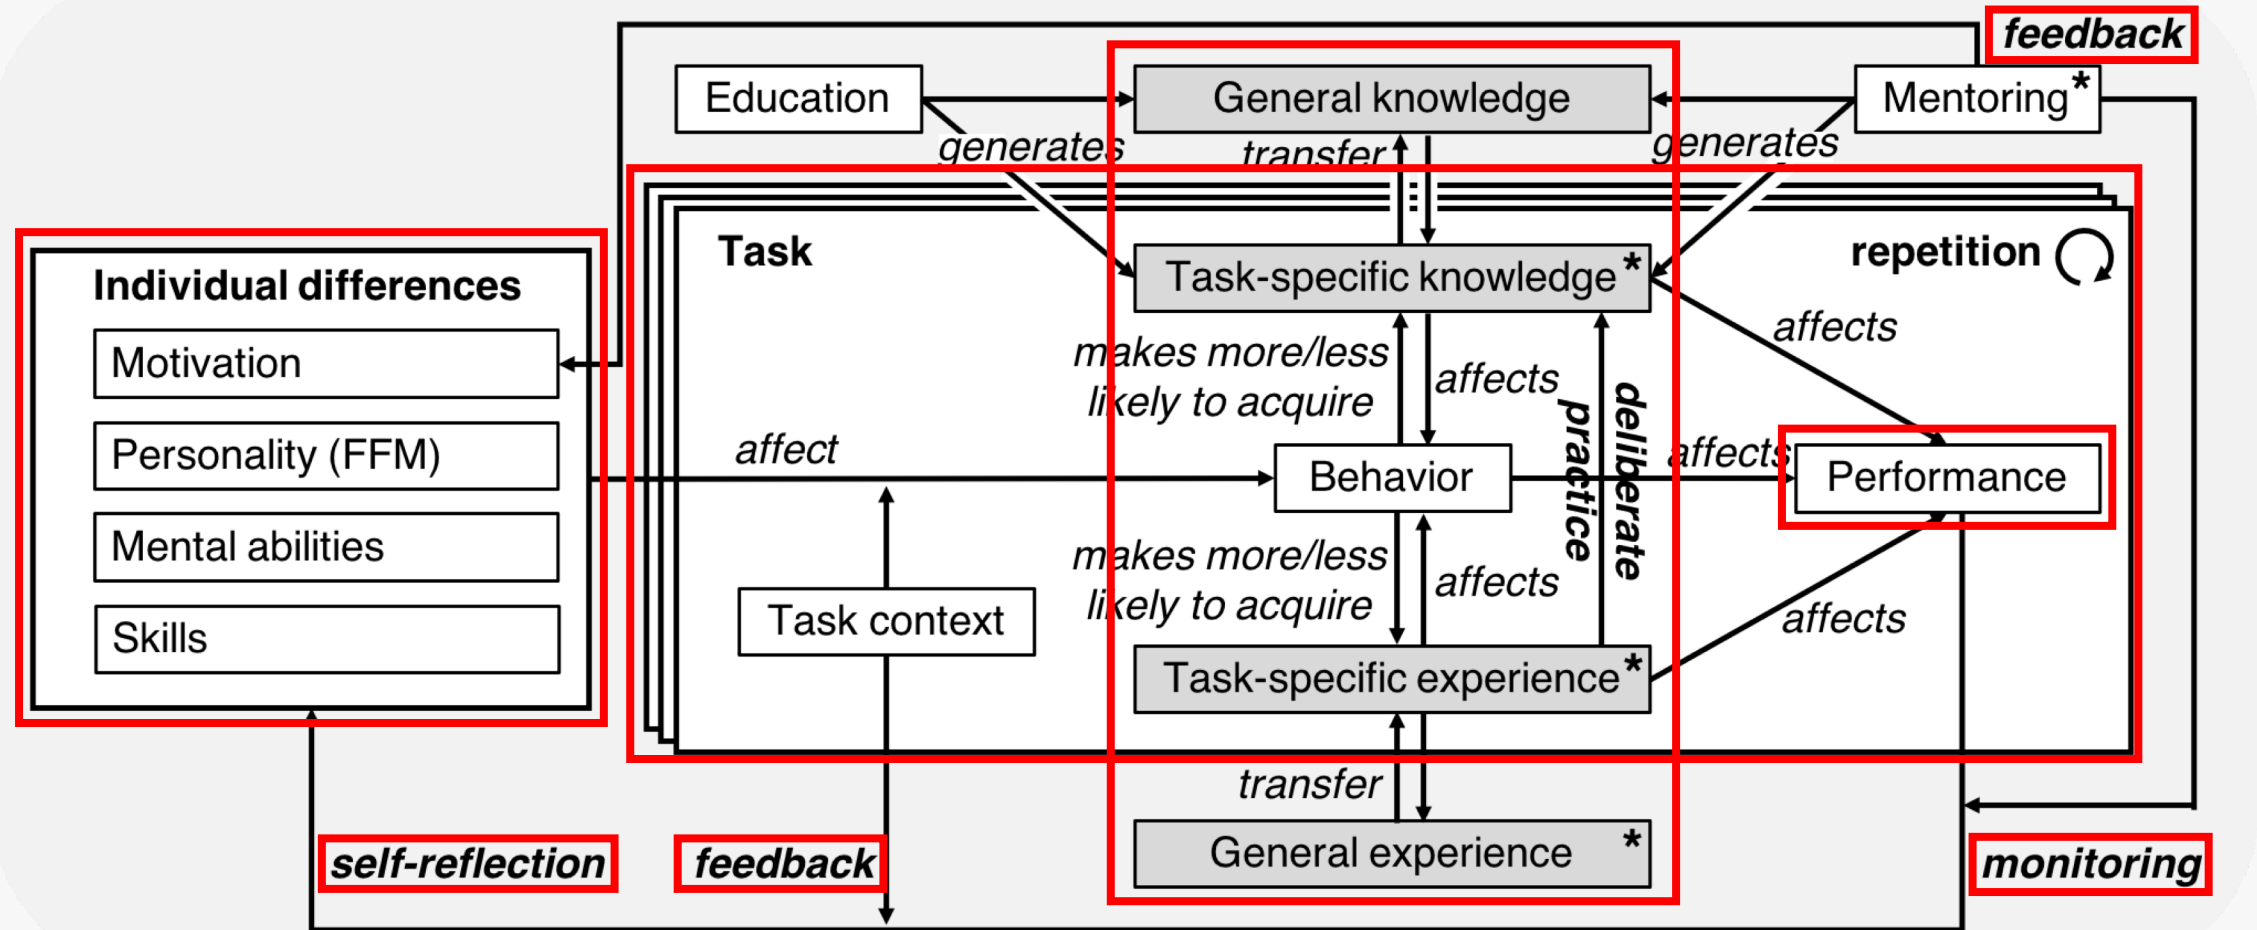 feedback
Education
General knowledge
Mentoring*
generates
transfer
generates
Task
Task-specific knowledge*
repetition
Individual differences
Motivation
Personality (FFM)
Mental abilities
Skills
makes more/less
likely to acquire
affects
affects
deliberate
practice
affect
Behavior
affects
Performance
Task context
makes more/less
likely to acquire
affects
affects
Task-specific experience*
transfer
General experience *
self-reflection
feedback
monitoring